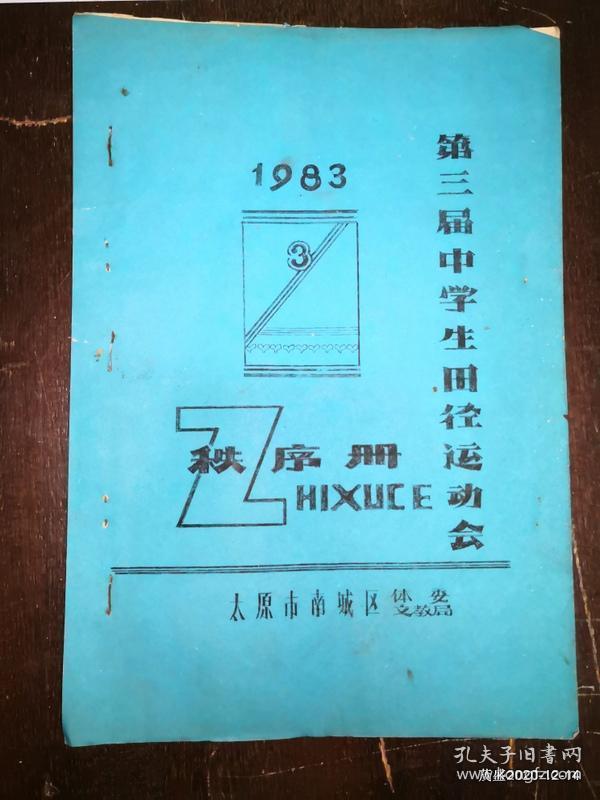 1983
3
第三届中学生田径运动会
秩序册
ZHIXUCE
太原市南城区体委文教局
孔夫子旧書网